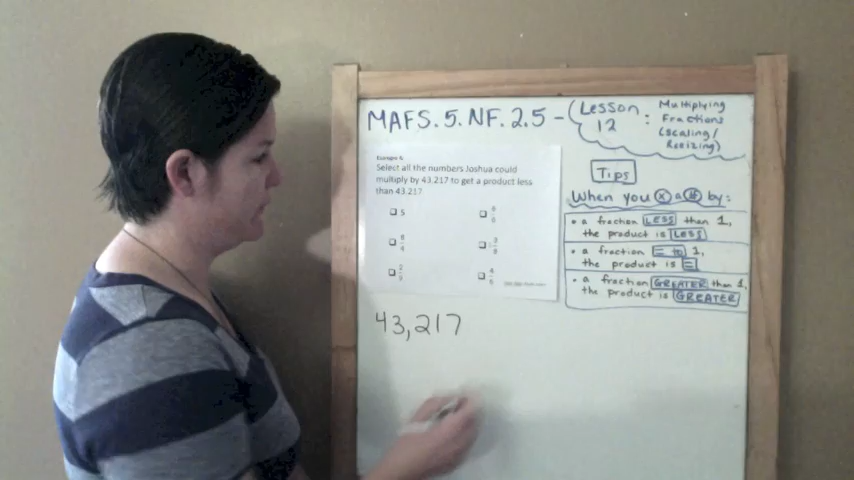 MAFS.5.NF.2.5 - Lesson 12 : Multiplying Fractions (scaling/Resizing)
Select all the numbers Joshua could
multiply by 43,217 to get a product less
than 43,217
5
Tips
When you x a # by:
• a fraction LESS than 1,
the product is LESS
• a fraction = to 1,
the product is =
• a fraction GREATER than 1,
the product is GREATER
43,217